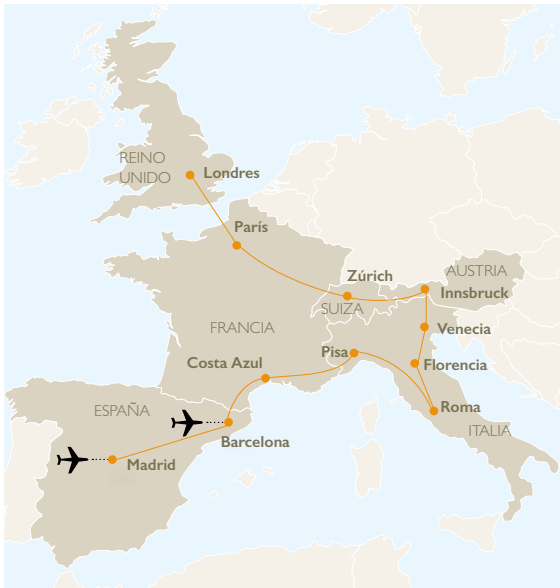 REINO
UNIDO
Londres
París
Zúrich
AUSTRIA
Innsbruck
SUIZA
FRANCIA
Venecia
Pisa
Costa Azul
Florencia
ESPAÑA
Roma
Barcelona
ITALIA
Madrid